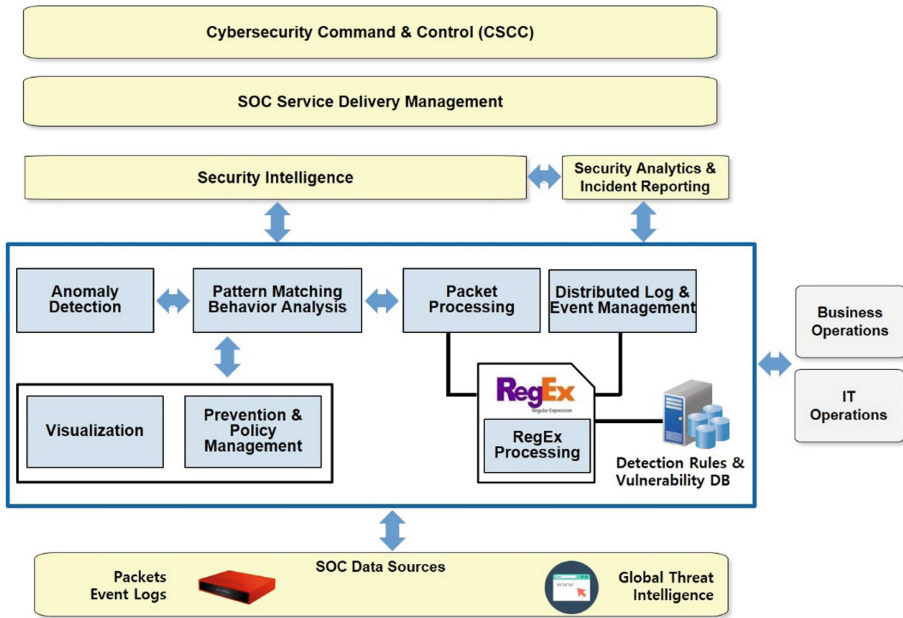 Cybersecurity Command & Control (CSCC)
SOC Service Delivery Management
Security Intelligence
Security Analytics &
Incident Reporting
Anomaly
Detection
Pattern Matching
Behavior Analysis
Packet
Processing
Distributed Log &
Event Management
Business
Operations
IT
Operations
Visualization
Prevention &
Policy
Management
RegEx
Regular Expression
RegEx
Processing
Detection Rules &
Vulnerability DB
SOC Data Sources
Packets
Event Logs
Global Threat
Intelligence